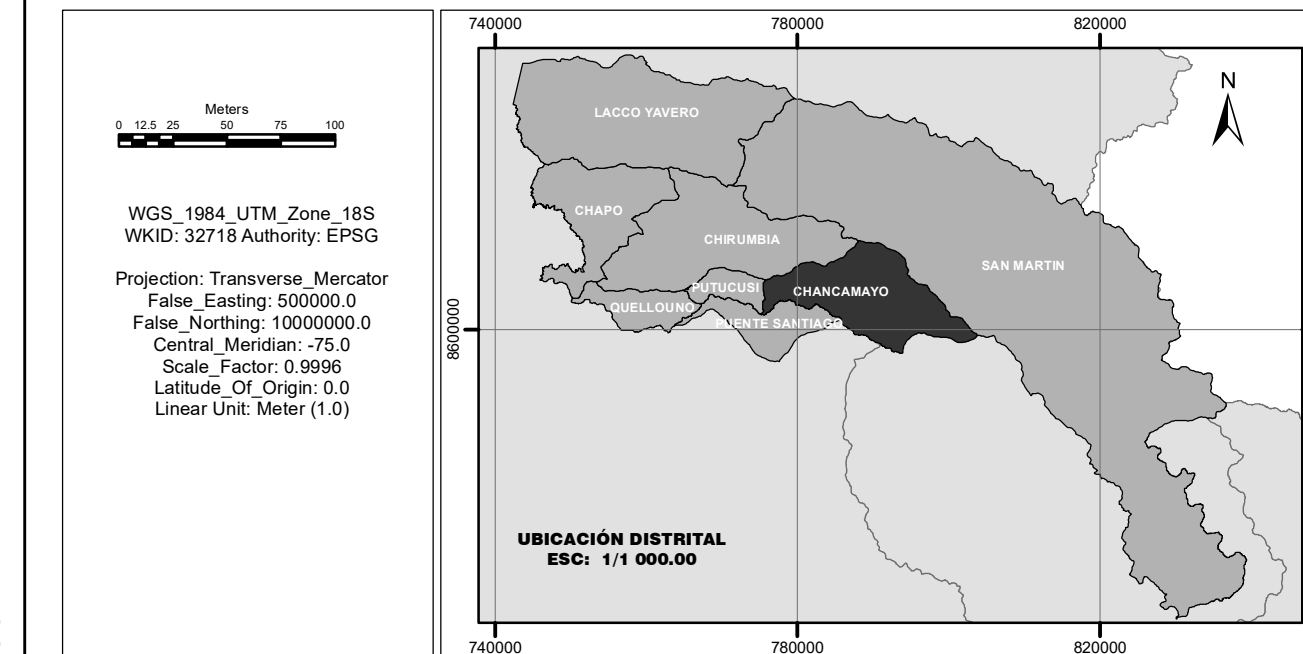 Meters
0 12.5 25 50 75 100
WGS_1984_UTM_Zone_18S
WKID: 32718 Authority: EPSG
Projection: Transverse_Mercator
False_Easting: 500000.0
False_Northing: 10000000.0
Central_Meridian: -75.0
Scale_Factor: 0.9996
Latitude_Of_Origin: 0.0
Linear Unit: Meter (1.0)
740000 780000 820000
N
LACCO YAVERO
CHAPO
CHIRUMBIA
SAN MARTIN
PUTUCUSI
CHANCAMAYO
QUELLOUNO
PUENTE SANTIAGO
8600000
UBICACIÓN DISTRITAL
ESC: 1/1 000.00
740000 780000 820000